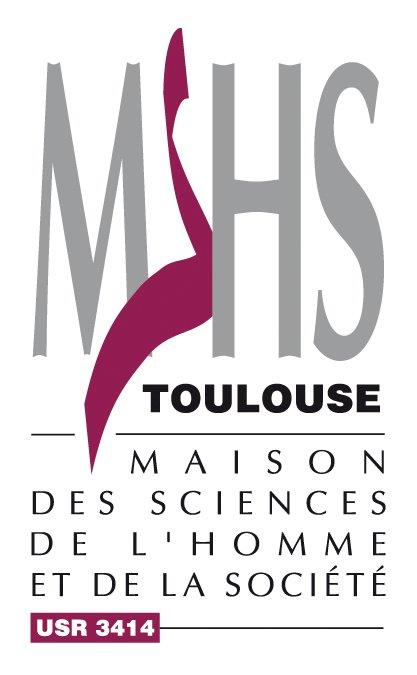 MSHS
TOULOUSE
MAISON
DES SCIENCES
DE L'HOMME
ET DE LA SOCIÉTÉ
USR 3414